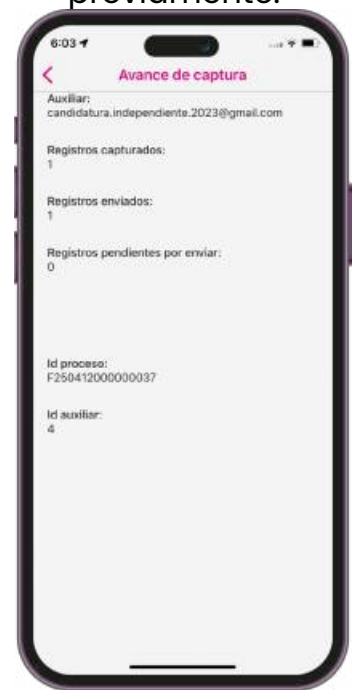 previamente.
6:03
Avance de captura
Auxiliar:
candidatura.independiente.2023@gmail.com
Registros capturados:
1
Registros enviados:
1
Registros pendientes por enviar:
0
Id proceso:
F250412000000037
Id auxiliar:
4